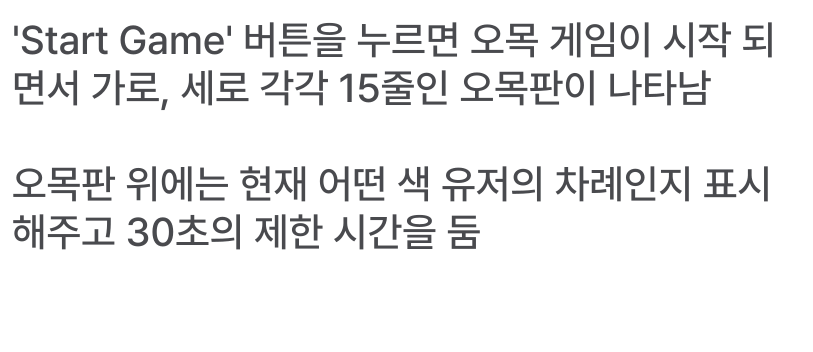 'Start Game' 버튼을 누르면 오목 게임이 시작 되
면서 가로, 세로 각각 15줄인 오목판이 나타남
오목판 위에는 현재 어떤 색 유저의 차례인지 표시
해주고 30초의 제한 시간을 둠